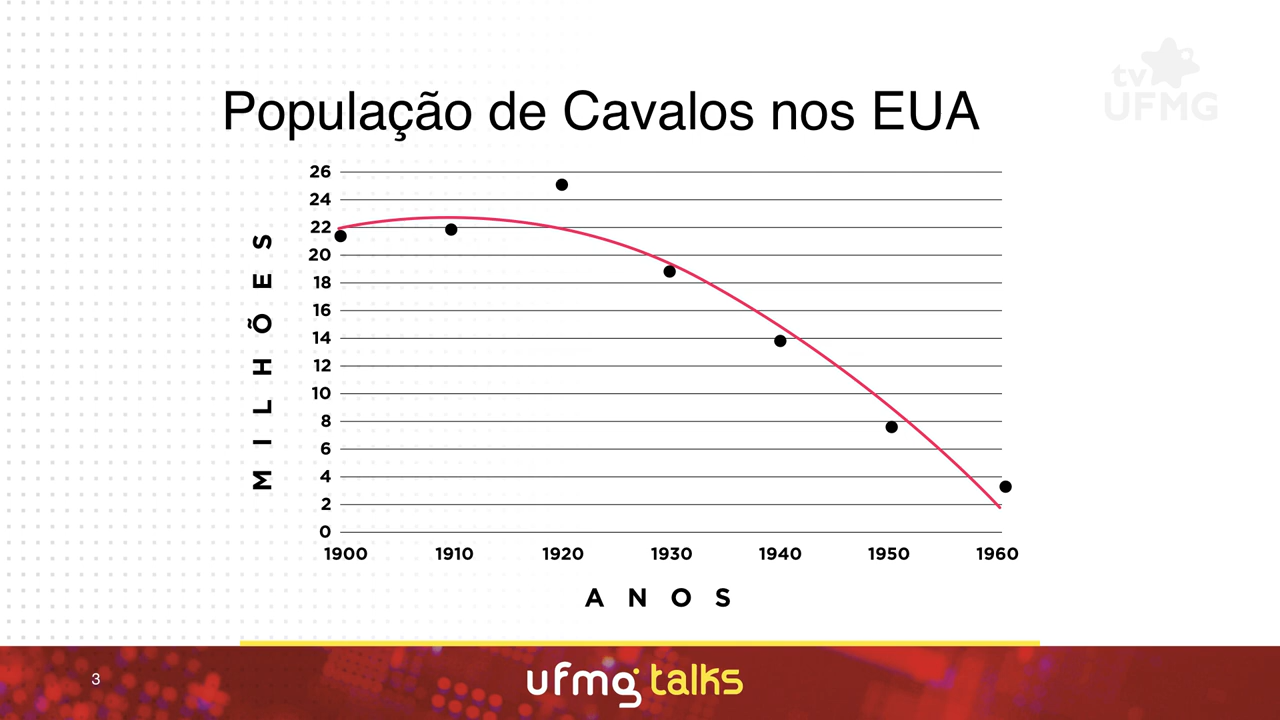 tv
UFMG
População de Cavalos nos EUA
MILHÕES
26
24
22
20
18
16
14
12
10
8
6
4
2
0
1900 1910 1920 1930 1940 1950 1960
ANOS
3
ufmg talks